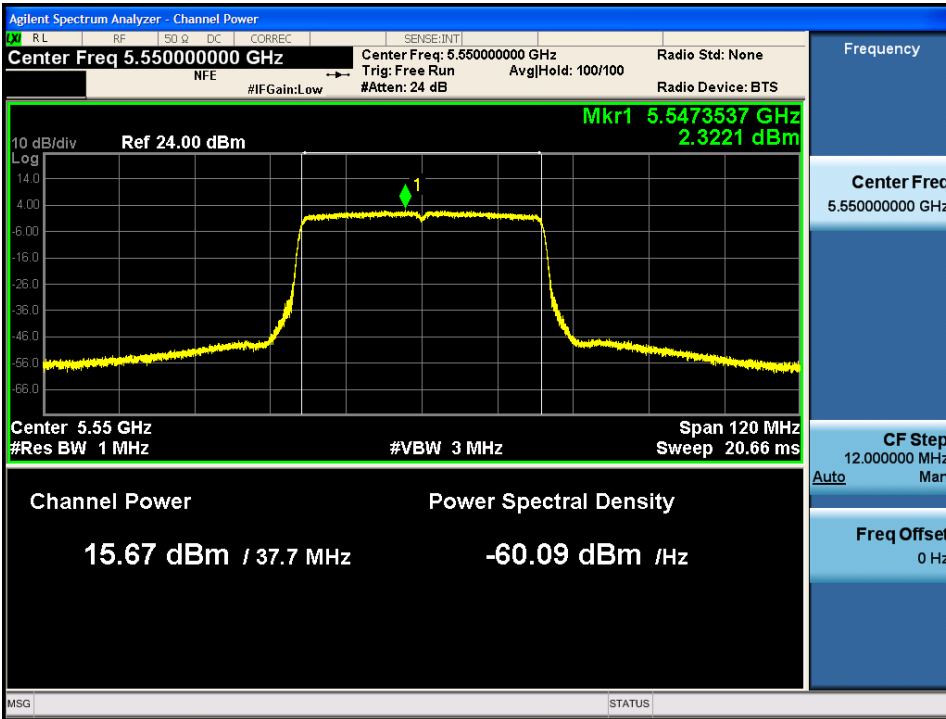 Agilent Spectrum Analyzer - Channel Power
LXI RL RF 50 Ω DC CORREC SENSE:INT
Center Freq 5.550000000 GHz
NFE
#IFGain:Low
Center Freq: 5.550000000 GHz
Trig: Free Run Avg|Hold: 100/100
#Atten: 24 dB
Radio Std: None
Radio Device: BTS
Mkr1 5.5473537 GHz
2.3221 dBm
10 dB/div Ref 24.00 dBm
Log
14.0
4.00
-6.00
-16.0
-26.0
-36.0
-46.0
-56.0
-66.0
1
Center 5.55 GHz Span 120 MHz
#Res BW 1 MHz #VBW 3 MHz Sweep 20.66 ms
Channel Power Power Spectral Density
15.67 dBm / 37.7 MHz -60.09 dBm /Hz
Frequency
Center Freq
5.550000000 GHz
CF Step
12.000000 MHz
Auto Man
Freq Offset
0 Hz
MSG STATUS